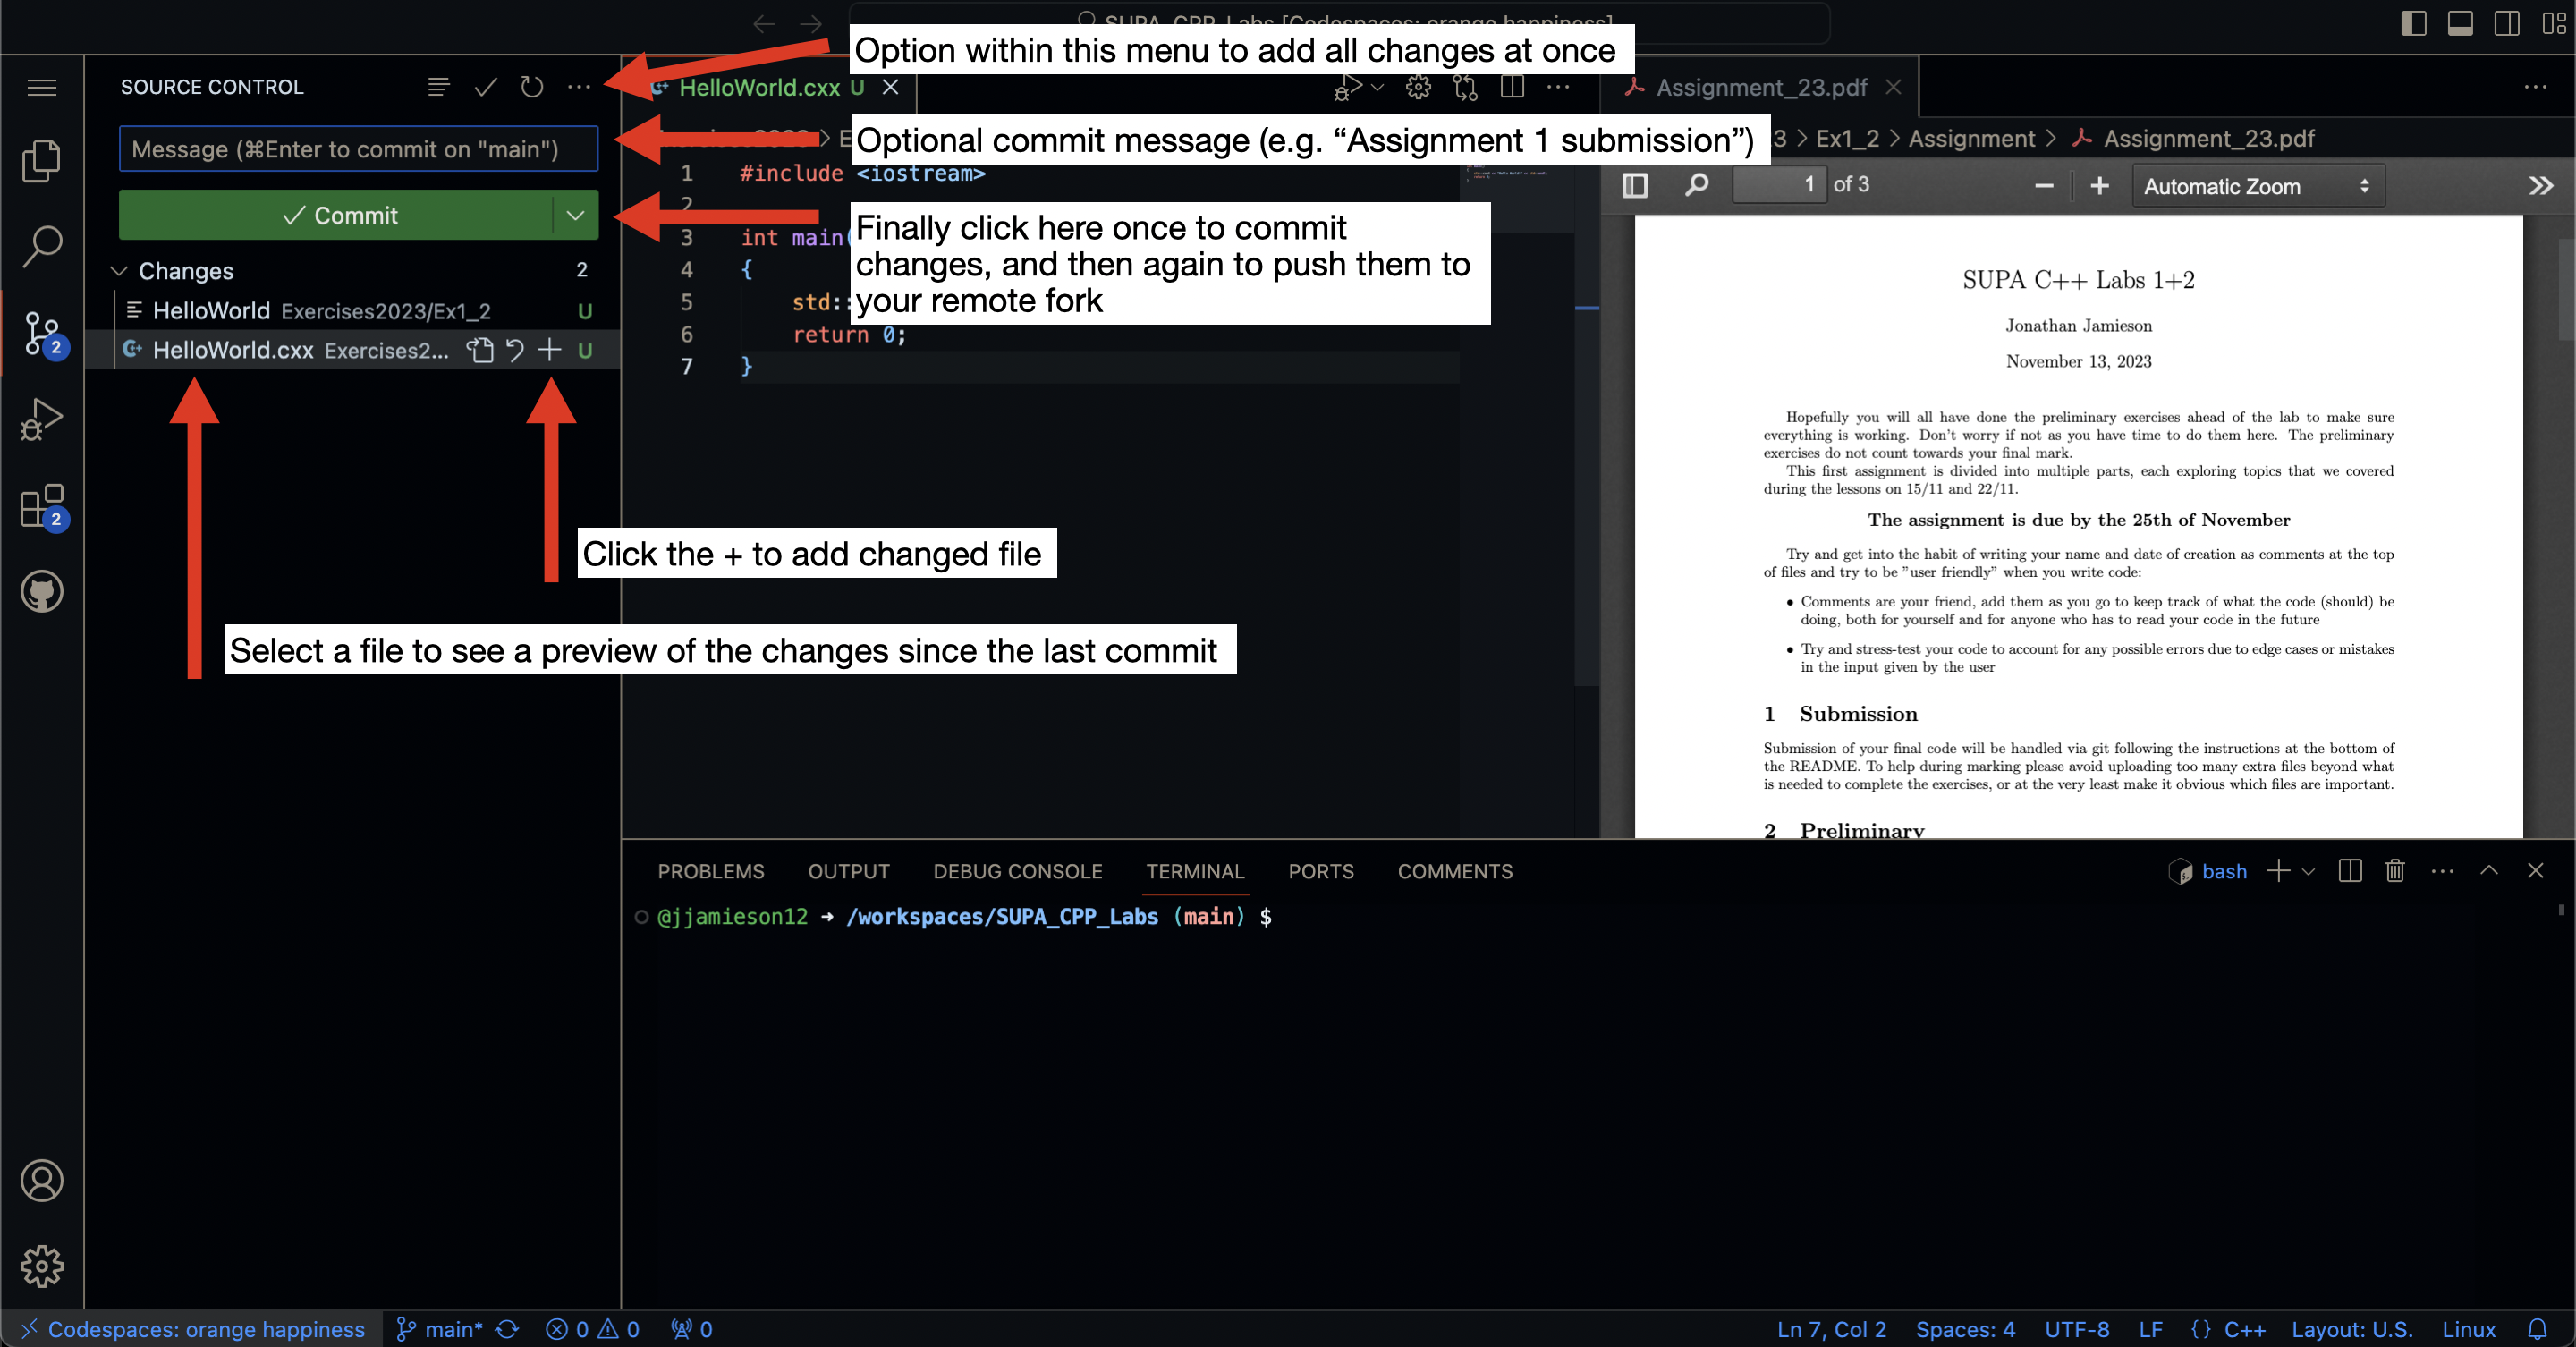 SUPA_CPP_Labs [Codespaces: orange happiness]
Option within this menu to add all changes at once
SOURCE CONTROL
HelloWorld.cxx U
Assignment_23.pdf
Message (⌘Enter to commit on "main")
Optional commit message (e.g. “Assignment 1 submission”)
3 > Ex1_2 > Assignment > Assignment_23.pdf
1 of 3
Automatic Zoom
Commit
Finally click here once to commit
changes, and then again to push them to
your remote fork
Changes 2
HelloWorld Exercises2023/Ex1_2 U
HelloWorld.cxx Exercises2... U
2
2
1 #include <iostream>
2
3 int main(
4 {
5 std::
6 return 0;
7 }
Click the + to add changed file
Select a file to see a preview of the changes since the last commit
SUPA C++ Labs 1+2
Jonathan Jamieson
November 13, 2023
Hopefully you will all have done the preliminary exercises ahead of the lab to make sure
everything is working. Don't worry if not as you have time to do them here. The preliminary
exercises do not count towards your final mark.
This first assignment is divided into multiple parts, each exploring topics that we covered
during the lessons on 15/11 and 22/11.
The assignment is due by the 25th of November
Try and get into the habit of writing your name and date of creation as comments at the top
of files and try to be ”user friendly” when you write code:
• Comments are your friend, add them as you go to keep track of what the code (should) be
doing, both for yourself and for anyone who has to read your code in the future
• Try and stress-test your code to account for any possible errors due to edge cases or mistakes
in the input given by the user
1 Submission
Submission of your final code will be handled via git following the instructions at the bottom of
the README. To help during marking please avoid uploading too many extra files beyond what
is needed to complete the exercises, or at the very least make it obvious which files are important.
2 Preliminary
PROBLEMS OUTPUT DEBUG CONSOLE TERMINAL PORTS COMMENTS
bash
@jjamieson12 → /workspaces/SUPA_CPP_Labs (main) $
Codespaces: orange happiness main* 0 0 0
Ln 7, Col 2 Spaces: 4 UTF-8 LF {} C++ Layout: U.S. Linux